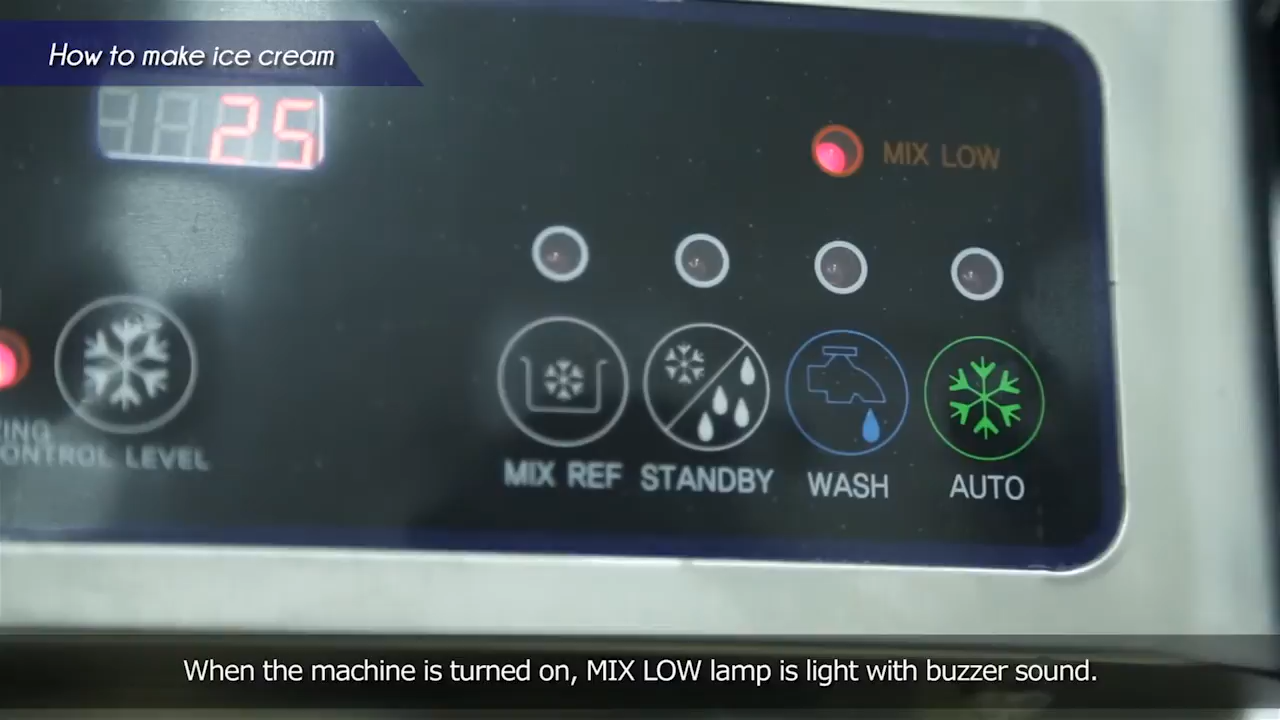 How to make ice cream
25
MIX LOW
CONTROL LEVEL
MIX REF
STANDBY
WASH
AUTO
When the machine is turned on, MIX LOW lamp is light with buzzer sound.